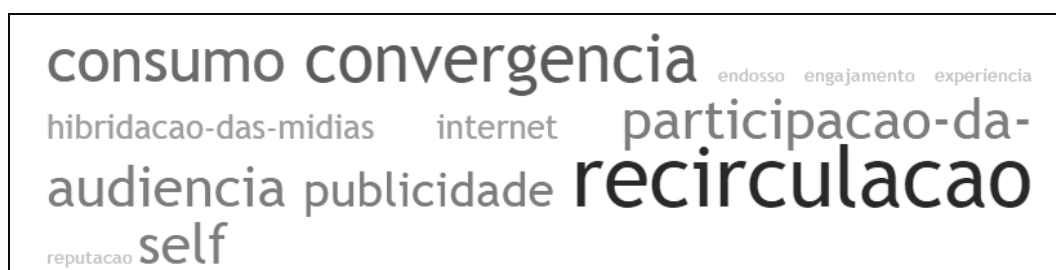 consumo convergencia endosso engajamento experiencia
hibridacao-das-midias internet participacao-da-
audiencia publicidade recirculacao
reputacao self